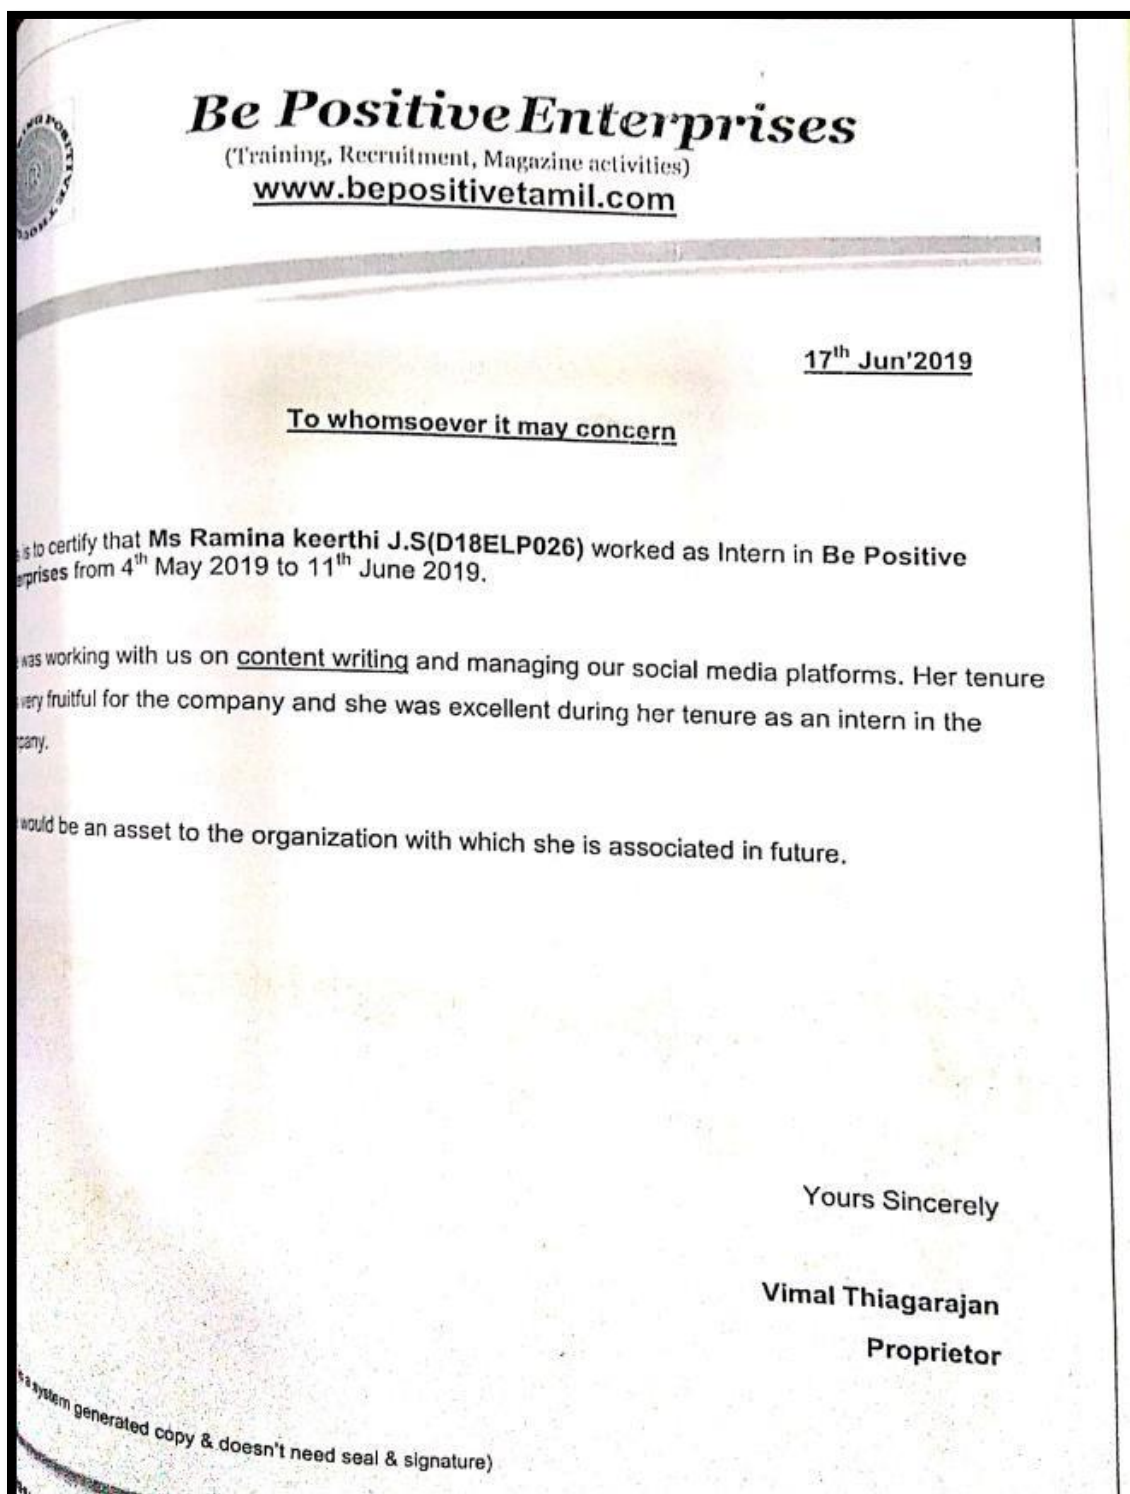 Be Positive Enterprises
(Training, Recruitment, Magazine activities)
www.bepositivetamil.com
POSITIVE
17th Jun'2019
To whomsoever it may concern
is to certify that Ms Ramina keerthi J.S(D18ELP026) worked as Intern in Be Positive
erprises from 4th May 2019 to 11th June 2019.
was working with us on content writing and managing our social media platforms. Her tenure
very fruitful for the company and she was excellent during her tenure as an intern in the
pany.
would be an asset to the organization with which she is associated in future.
Yours Sincerely
Vimal Thiagarajan
Proprietor
a system generated copy & doesn't need seal & signature)